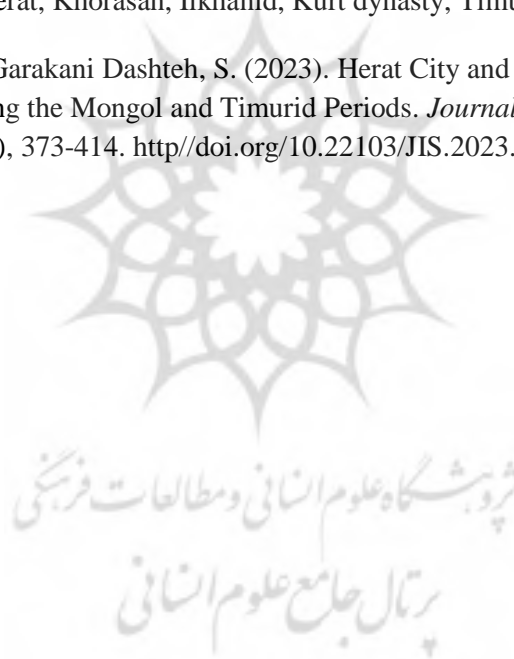 erat, Khorasan, Ilkhanid, Kurt dynasty, Timu
Garakani Dashteh, S. (2023). Herat City and
ng the Mongol and Timurid Periods. Journal
), 373-414. http//doi.org/10.22103/JIS.2023.
پژوهشگاه علوم انسانی و مطالعات فرهنگی
پرتال جامع علوم انسانی